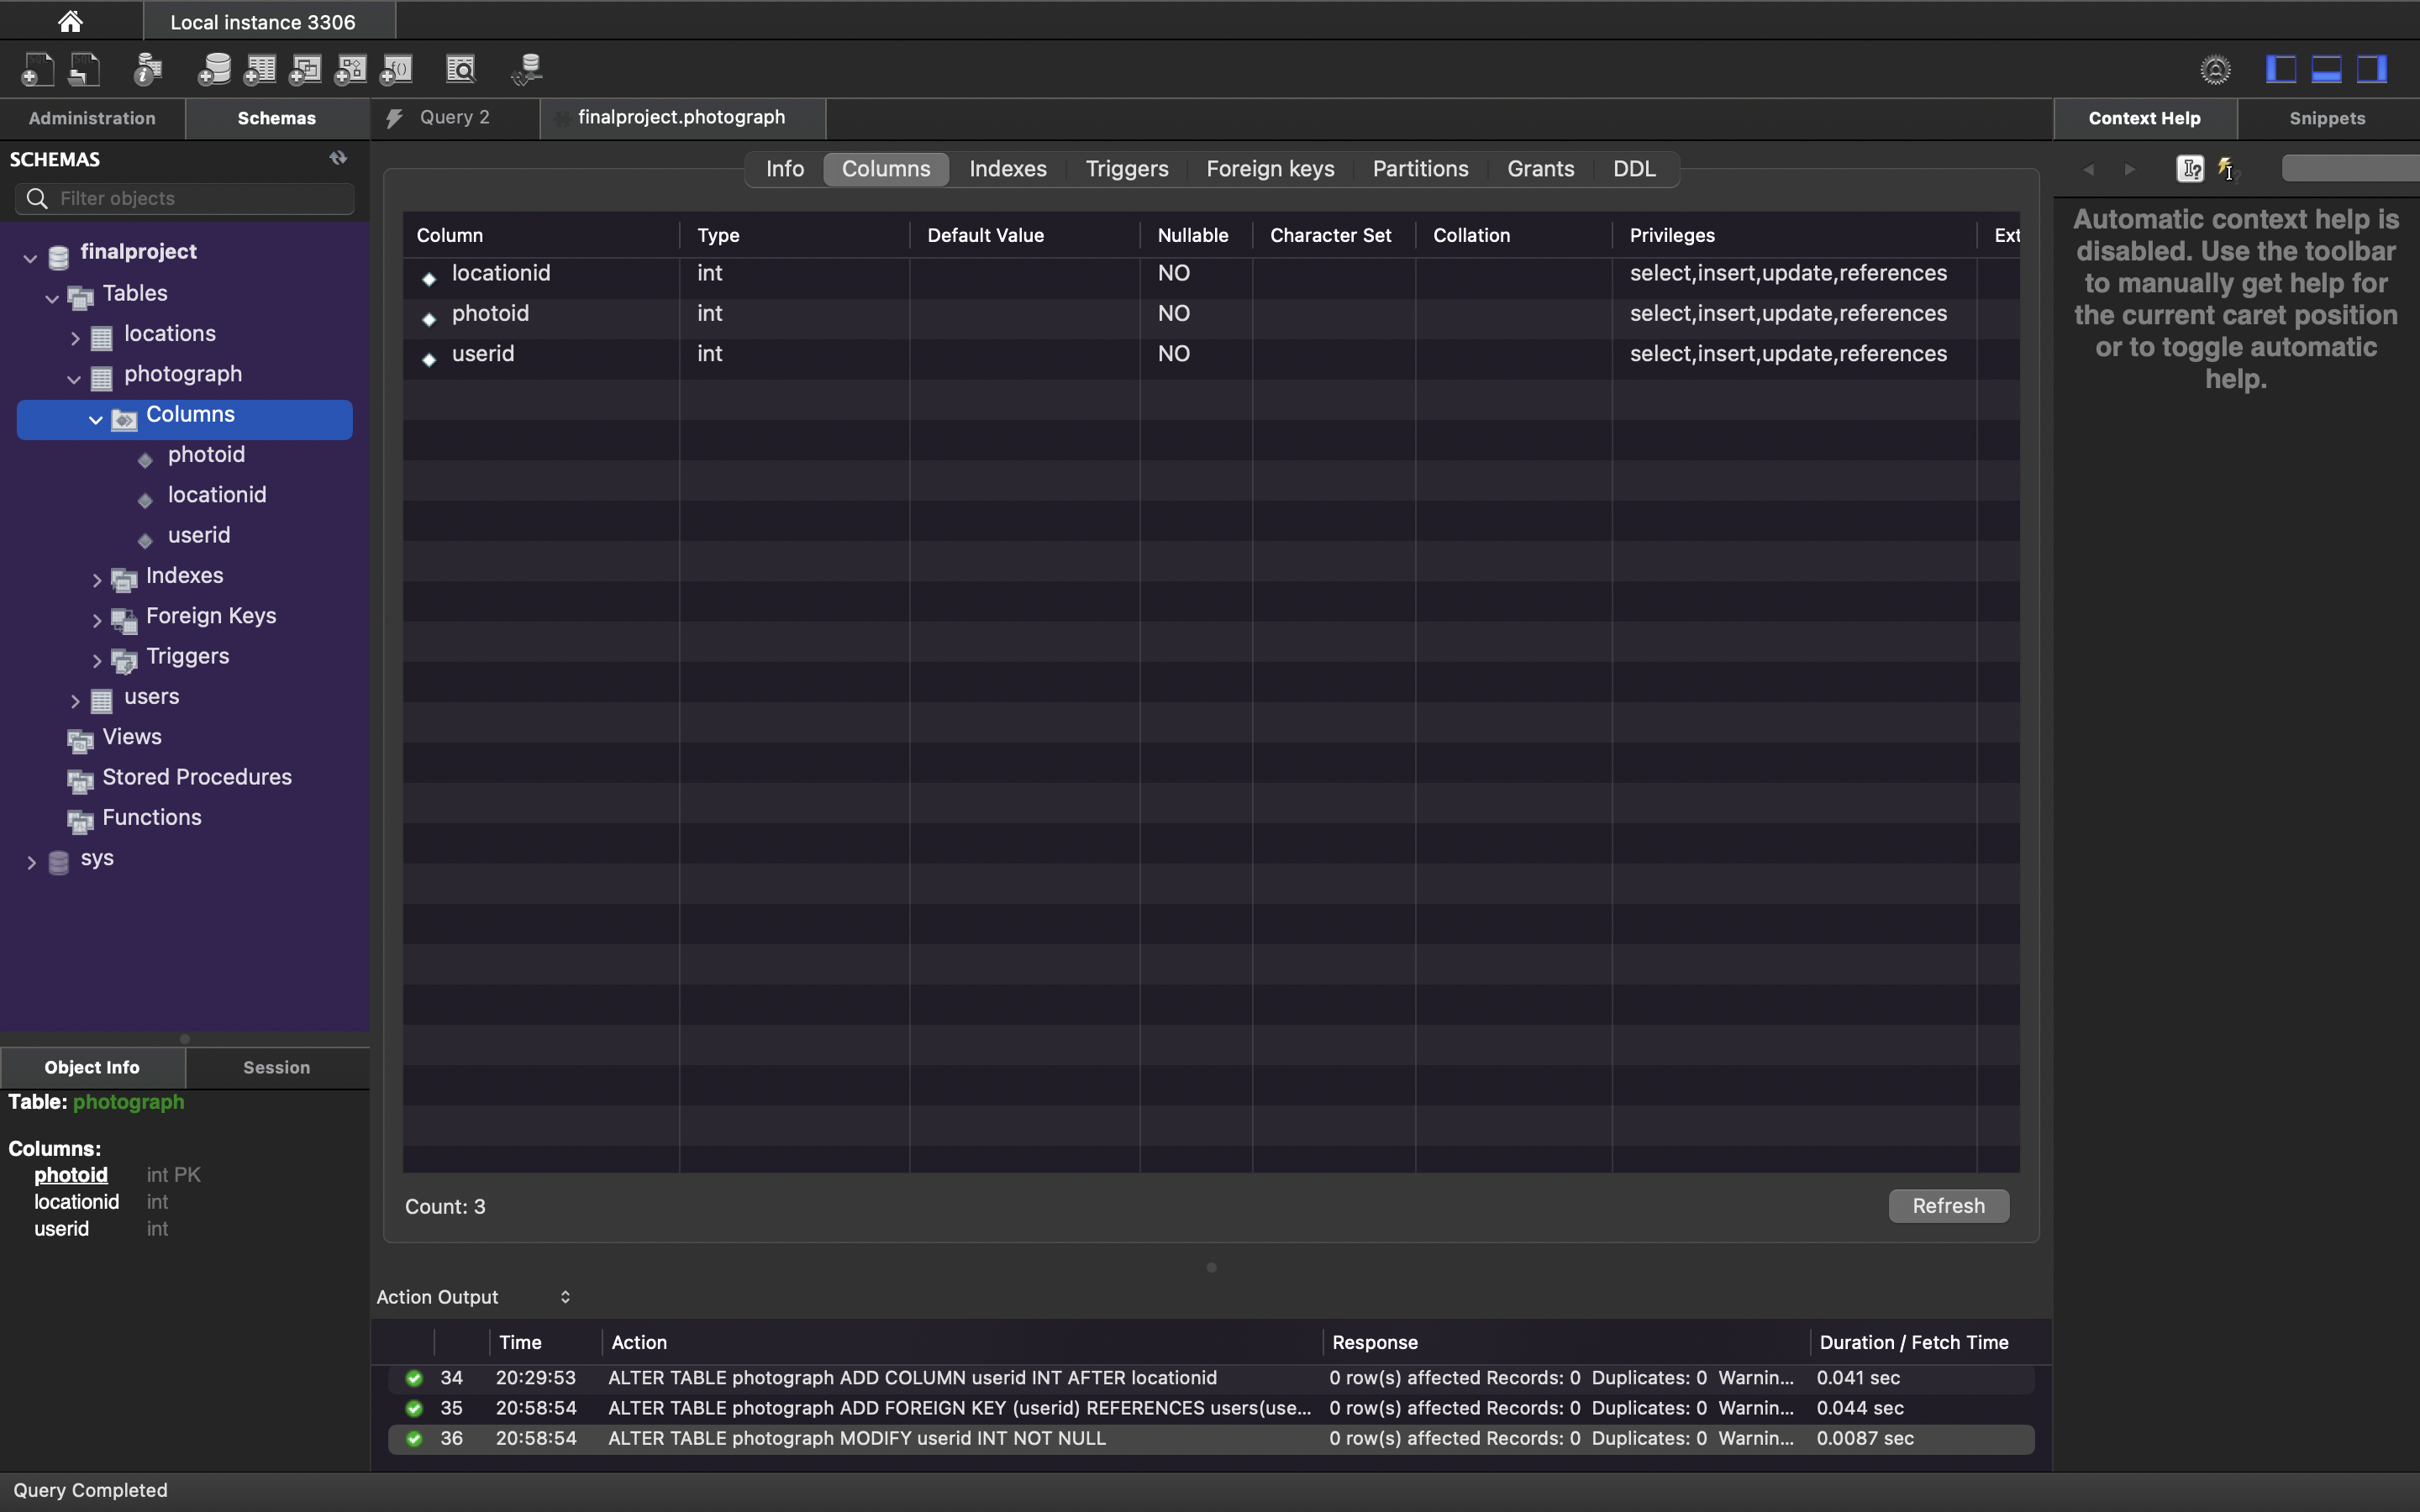 Local instance 3306
Administration
Schemas
Query 2
finalproject.photograph
Context Help
Snippets
SCHEMAS
Filter objects
finalproject
Tables
locations
photograph
Columns
photoid
locationid
userid
Indexes
Foreign Keys
Triggers
users
Views
Stored Procedures
Functions
sys
Object Info
Session
Table: photograph
Columns:
photoid int PK
locationid int
userid int
Info Columns Indexes Triggers Foreign keys Partitions Grants DDL
Column Type Default Value Nullable Character Set Collation Privileges Ext
locationid int NO select,insert,update,references
photoid int NO select,insert,update,references
userid int NO select,insert,update,references
Count: 3
Refresh
Action Output
Time Action Response Duration / Fetch Time
34 20:29:53 ALTER TABLE photograph ADD COLUMN userid INT AFTER locationid 0 row(s) affected Records: 0 Duplicates: 0 Warnin... 0.041 sec
35 20:58:54 ALTER TABLE photograph ADD FOREIGN KEY (userid) REFERENCES users(use... 0 row(s) affected Records: 0 Duplicates: 0 Warnin... 0.044 sec
36 20:58:54 ALTER TABLE photograph MODIFY userid INT NOT NULL 0 row(s) affected Records: 0 Duplicates: 0 Warnin... 0.0087 sec
Automatic context help is
disabled. Use the toolbar
to manually get help for
the current caret position
or to toggle automatic
help.
Query Completed